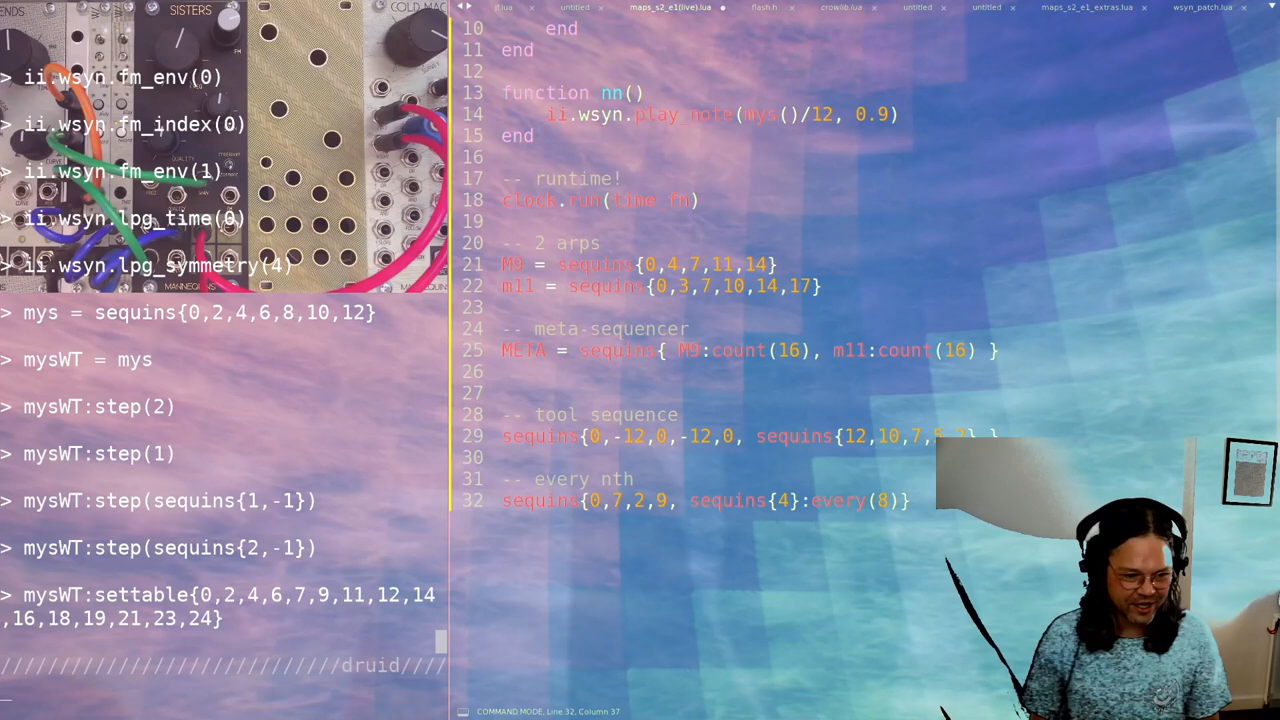 ENDS
SISTERS
COLD MAC
> ii.wsyn.fm_env(0)
> ii.wsyn.fm_index(0)
> ii.wsyn.fm_env(1)
> ii.wsyn.lpg_time(0)
> ii.wsyn.lpg_symmetry(4)
> mys = sequins{0,2,4,6,8,10,12}
> mysWT = mys
> mysWT:step(2)
> mysWT:step(1)
> mysWT:step(sequins{1,-1})
> mysWT:step(sequins{2,-1})
> mysWT:settable{0,2,4,6,7,9,11,12,14
,16,18,19,21,23,24}
/////////////////////////////druid////
untitled
maps_s2_e1(live).lua
flash.h
crowlib.lua
untitled
untitled
maps_s2_e1_extras.lua
wsyn_patch.lua
10 end
11 end
12
13 function nn()
14 ii.wsyn.play_note(mys()/12, 0.9)
15 end
16
17 -- runtime!
18 clock.run(time_fn)
19
20 -- 2 arps
21 M9 = sequins{0,4,7,11,14}
22 m11 = sequins{0,3,7,10,14,17}
23
24 -- meta-sequencer
25 META = sequins{ M9:count(16), m11:count(16) }
26
27
28 -- tool sequence
29 sequins{0,-12,0,-12,0, sequins{12,10,7,5,2} }
30
31 -- every nth
32 sequins{0,7,2,9, sequins{4}:every(8)}
COMMAND MODE, Line 32, Column 37